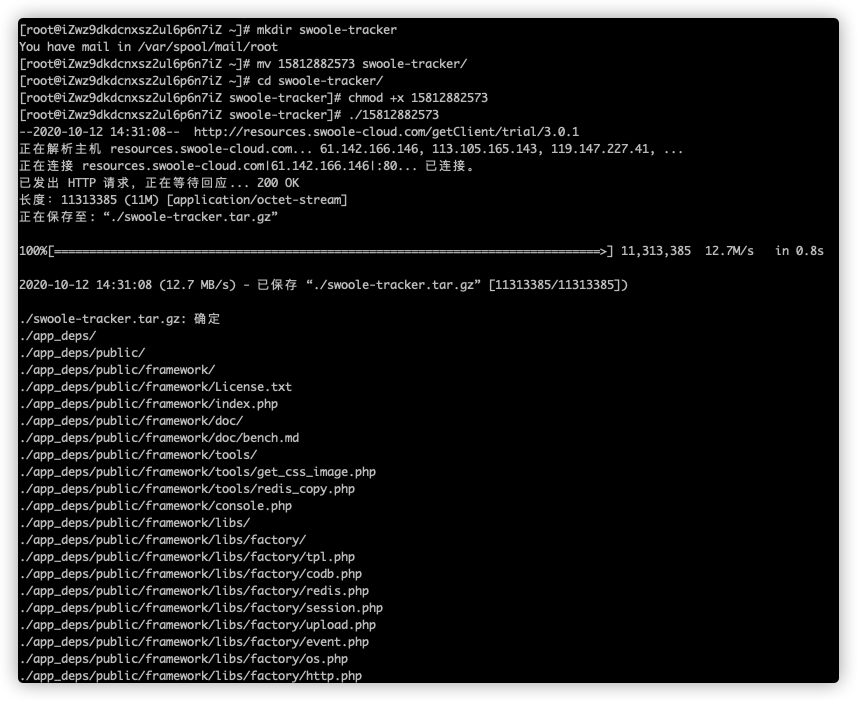 [root@iZwz9dkdcnxsz2ul6p6n7iZ ~]# mkdir swoole-tracker
You have mail in /var/spool/mail/root
[root@iZwz9dkdcnxsz2ul6p6n7iZ ~]# mv 15812882573 swoole-tracker/
[root@iZwz9dkdcnxsz2ul6p6n7iZ ~]# cd swoole-tracker/
[root@iZwz9dkdcnxsz2ul6p6n7iZ swoole-tracker]# chmod +x 15812882573
[root@iZwz9dkdcnxsz2ul6p6n7iZ swoole-tracker]# ./15812882573
--2020-10-12 14:31:08--  http://resources.swoole-cloud.com/getClient/trial/3.0.1
正在解析主机 resources.swoole-cloud.com... 61.142.166.146, 113.105.165.143, 119.147.227.41, ...
正在连接 resources.swoole-cloud.com|61.142.166.146|:80... 已连接。
已发出 HTTP 请求，正在等待回应... 200 OK
长度：11313385 (11M) [application/octet-stream]
正在保存至: “./swoole-tracker.tar.gz”
100%[==============================================================================>] 11,313,385  12.7M/s   in 0.8s
2020-10-12 14:31:08 (12.7 MB/s) - 已保存 “./swoole-tracker.tar.gz” [11313385/11313385])
./swoole-tracker.tar.gz: 确定
./app_deps/
./app_deps/public/
./app_deps/public/framework/
./app_deps/public/framework/License.txt
./app_deps/public/framework/index.php
./app_deps/public/framework/doc/
./app_deps/public/framework/doc/bench.md
./app_deps/public/framework/tools/
./app_deps/public/framework/tools/get_css_image.php
./app_deps/public/framework/tools/redis_copy.php
./app_deps/public/framework/console.php
./app_deps/public/framework/libs/
./app_deps/public/framework/libs/factory/
./app_deps/public/framework/libs/factory/tpl.php
./app_deps/public/framework/libs/factory/codb.php
./app_deps/public/framework/libs/factory/redis.php
./app_deps/public/framework/libs/factory/session.php
./app_deps/public/framework/libs/factory/upload.php
./app_deps/public/framework/libs/factory/event.php
./app_deps/public/framework/libs/factory/os.php
./app_deps/public/framework/libs/factory/http.php